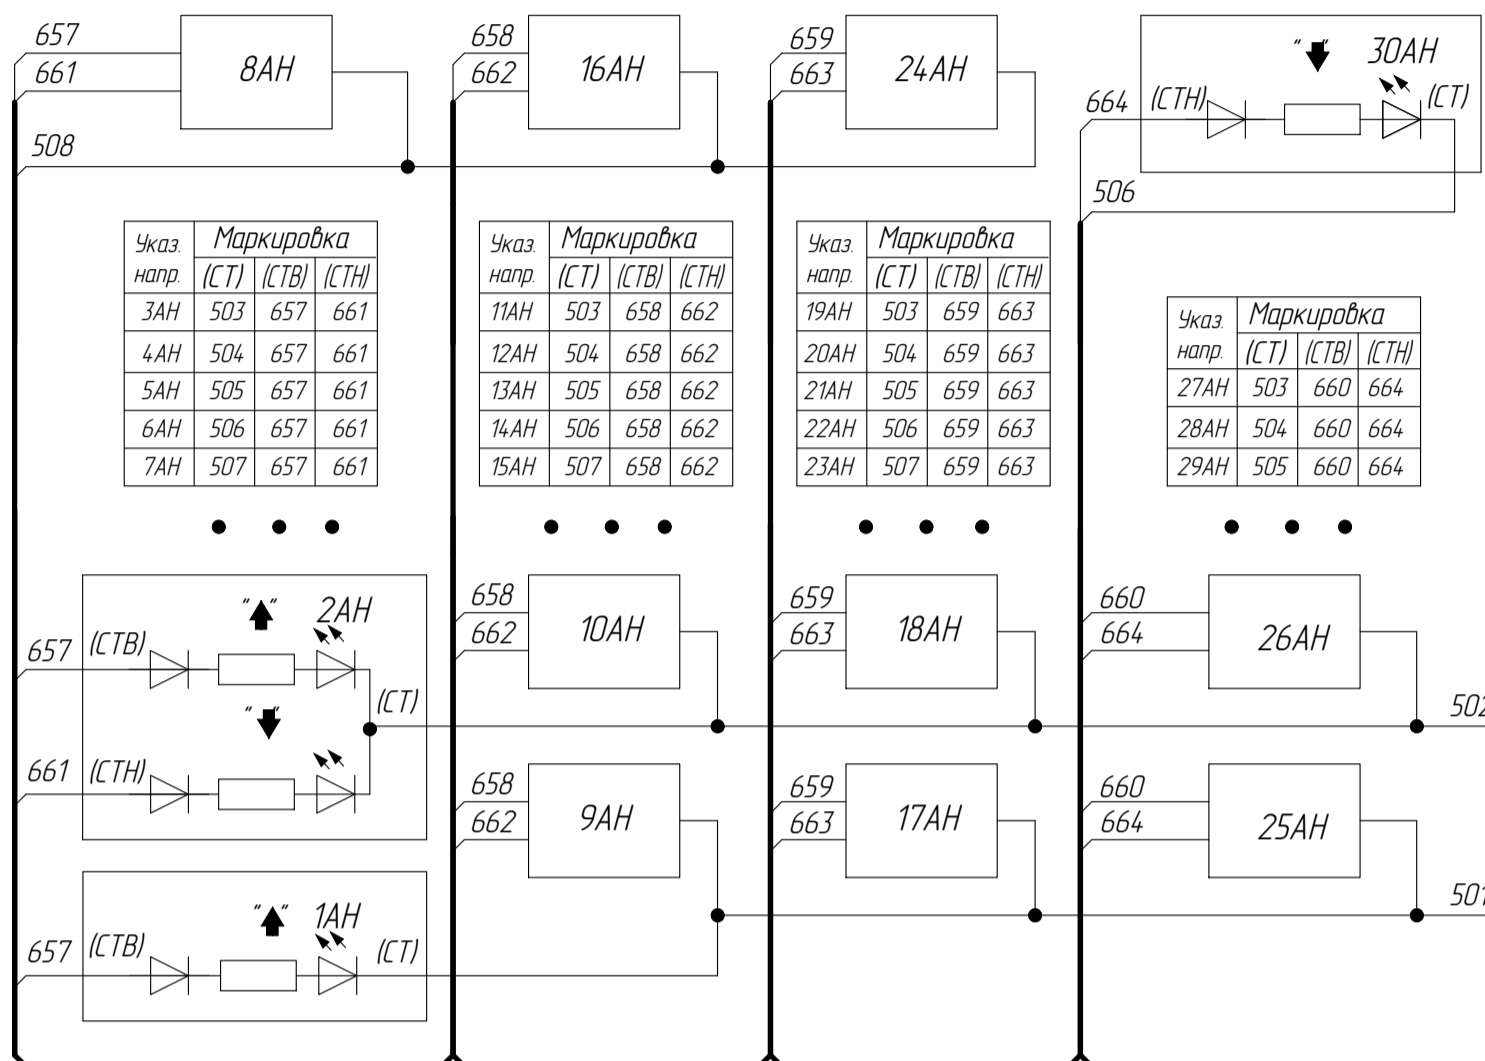 657
661
8АН
508
658
662
16АН
659
663
24АН
" "
30АН
664
(СТН)
(СТ)
506
Указ. напр. Маркировка
(СТ) (СТВ) (СТН)
3АН 503 657 661
4АН 504 657 661
5АН 505 657 661
6АН 506 657 661
7АН 507 657 661
Указ. напр. Маркировка
(СТ) (СТВ) (СТН)
11АН 503 658 662
12АН 504 658 662
13АН 505 658 662
14АН 506 658 662
15АН 507 658 662
Указ. напр. Маркировка
(СТ) (СТВ) (СТН)
19АН 503 659 663
20АН 504 659 663
21АН 505 659 663
22АН 506 659 663
23АН 507 659 663
Указ. напр. Маркировка
(СТ) (СТВ) (СТН)
27АН 503 660 664
28АН 504 660 664
29АН 505 660 664
" "
2АН
657
(СТВ)
(СТ)
" "
661
(СТН)
658
662
10АН
659
663
18АН
660
664
26АН
502
658
662
9АН
659
663
17АН
660
664
25АН
501
" "
1АН
657
(СТВ)
(СТ)